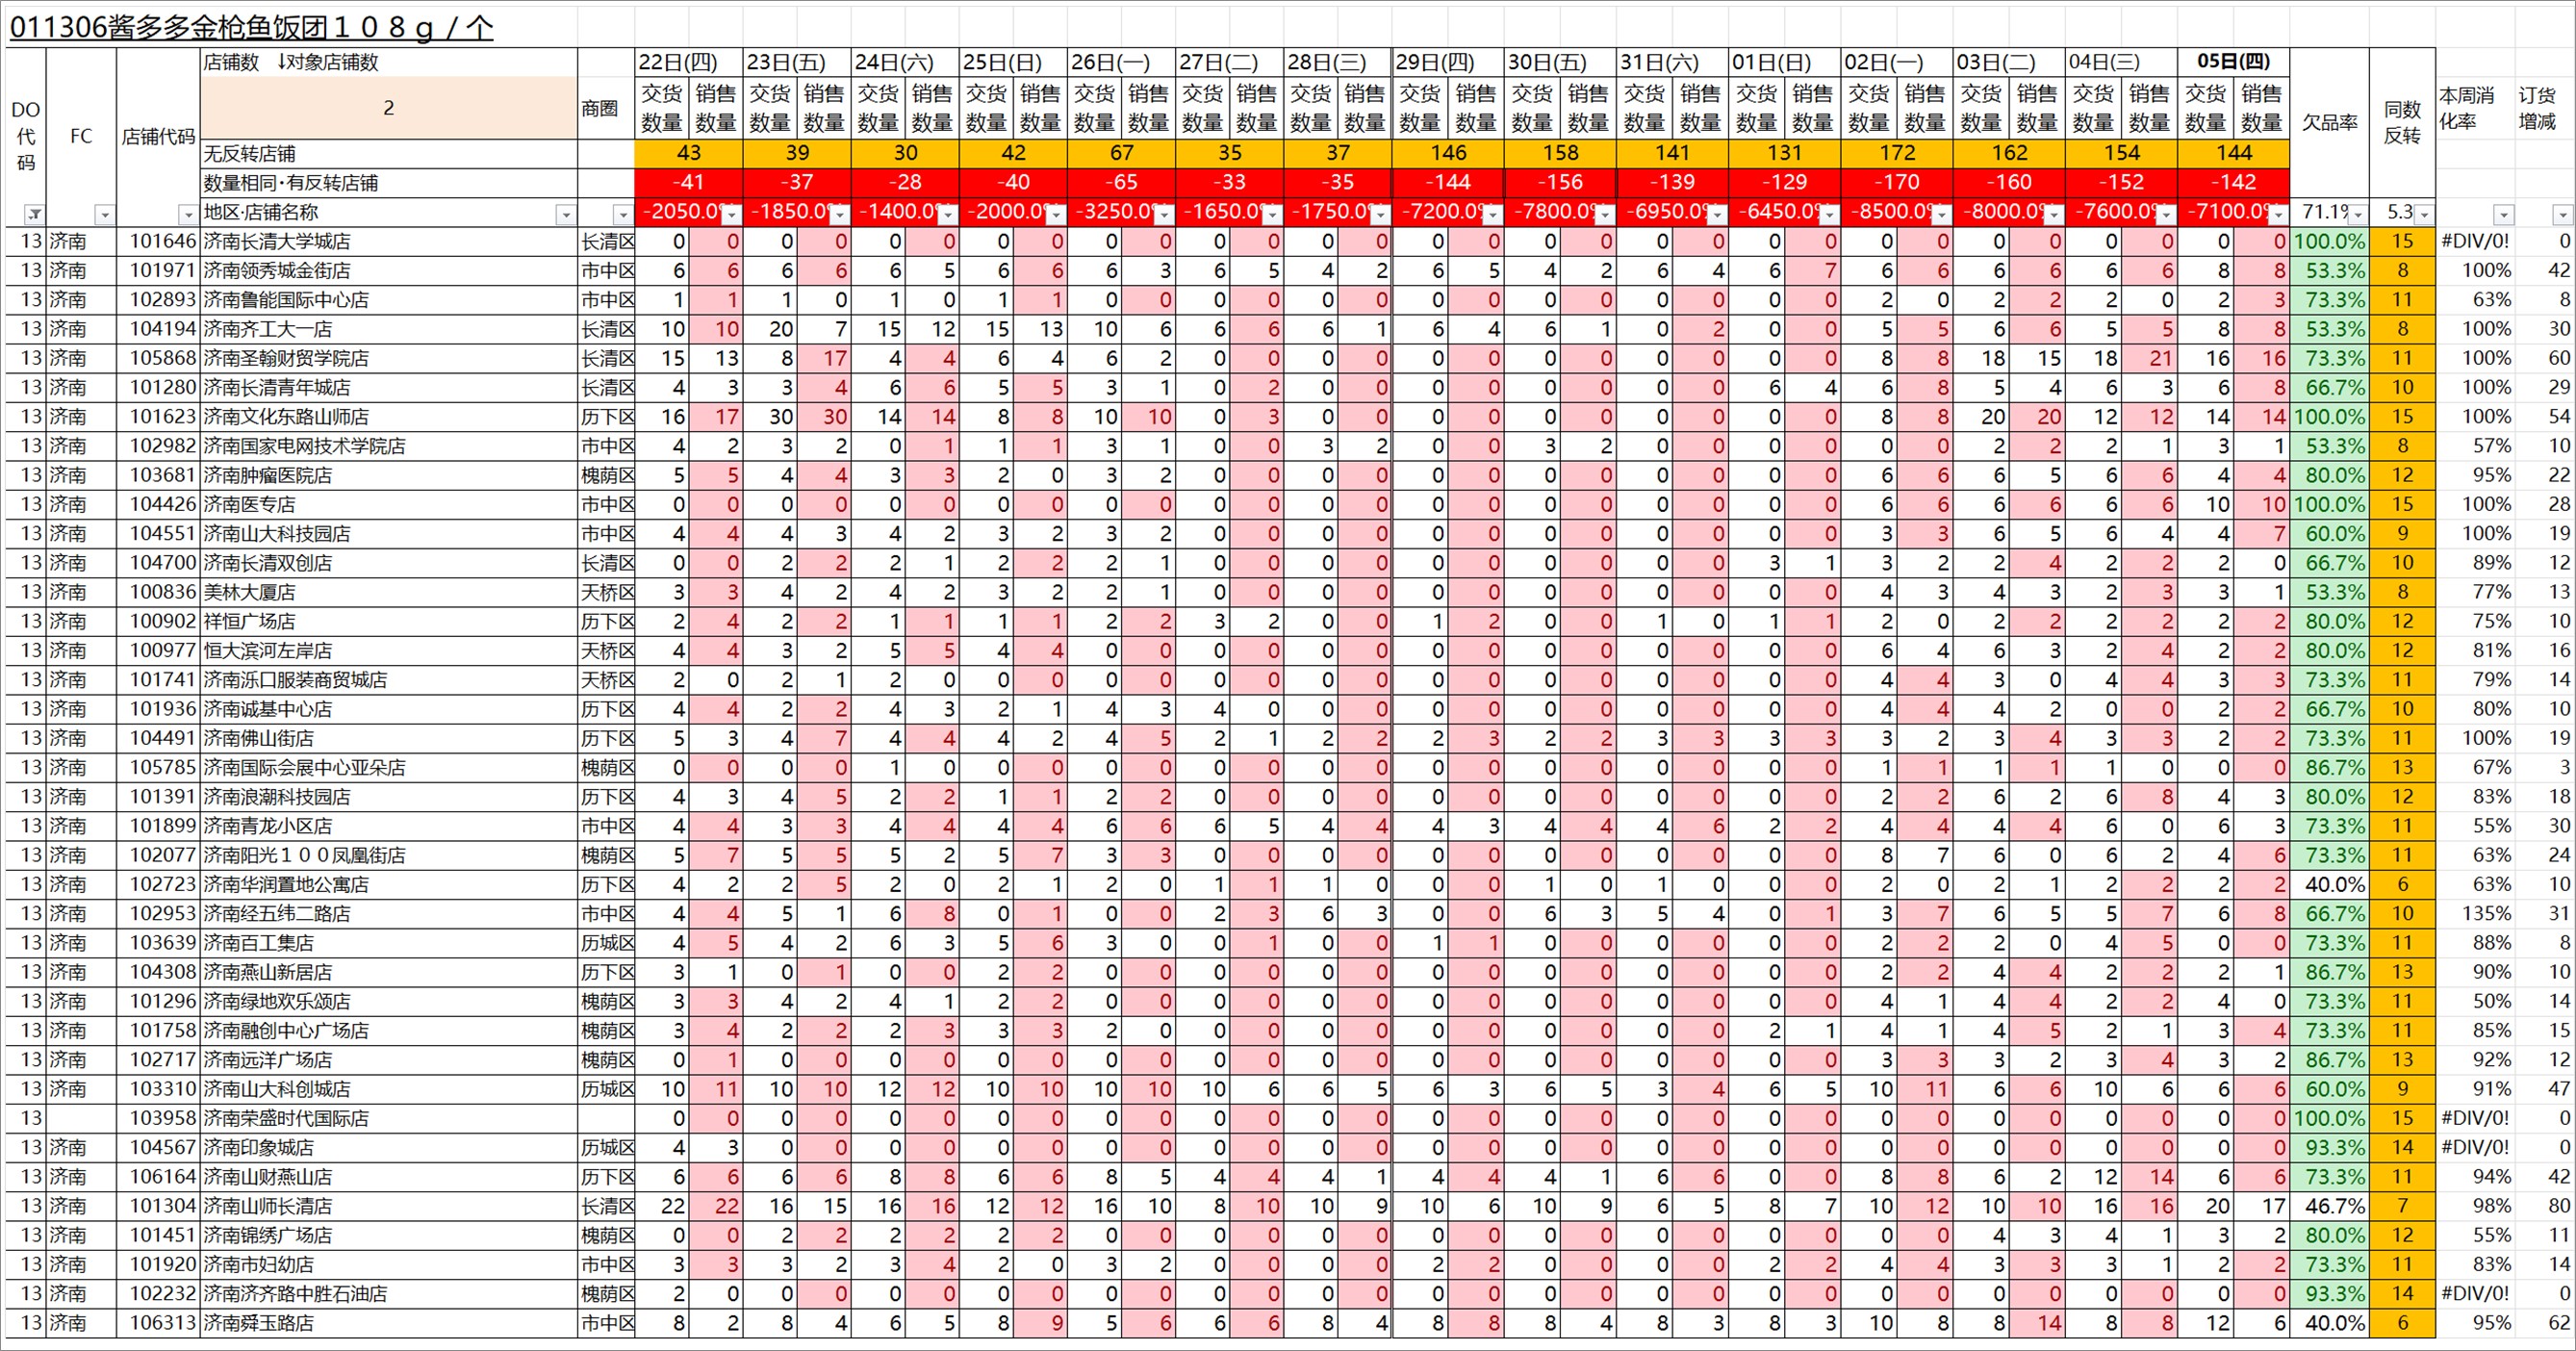 011306酱多多金枪鱼饭团１０８ｇ／个
DO代码 FC 店铺代码 店铺数 ↓对象店铺数 商圈 22日(四) 23日(五) 24日(六) 25日(日) 26日(一) 27日(二) 28日(三) 29日(四) 30日(五) 31日(六) 01日(日) 02日(一) 03日(二) 04日(三) 05日(四) 欠品率 同数反转 本周消化率 订货增减
2 交货数量 销售数量 交货数量 销售数量 交货数量 销售数量 交货数量 销售数量 交货数量 销售数量 交货数量 销售数量 交货数量 销售数量 交货数量 销售数量 交货数量 销售数量 交货数量 销售数量 交货数量 销售数量 交货数量 销售数量 交货数量 销售数量 交货数量 销售数量 交货数量 销售数量
无反转店铺 43 39 30 42 67 35 37 146 158 141 131 172 162 154 144
数量相同·有反转店铺 -41 -37 -28 -40 -65 -33 -35 -144 -156 -139 -129 -170 -160 -152 -142
地区·店铺名称 -2050.0% -1850.0% -1400.0% -2000.0% -3250.0% -1650.0% -1750.0% -7200.0% -7800.0% -6950.0% -6450.0% -8500.0% -8000.0% -7600.0% -7100.0% 71.1% 5.3
13 济南 101646 济南长清大学城店 长清区 0 0 0 0 0 0 0 0 0 0 0 0 0 0 0 0 0 0 0 0 0 0 0 0 0 0 0 0 0 0 100.0% 15 #DIV/0! 0
13 济南 101971 济南领秀城金街店 市中区 6 6 6 6 6 5 6 6 6 3 6 5 4 2 6 5 4 2 6 4 6 7 6 6 6 6 6 6 8 8 53.3% 8 100% 42
13 济南 102893 济南鲁能国际中心店 市中区 1 1 1 0 1 0 1 1 0 0 0 0 0 0 0 0 0 0 0 0 0 0 2 0 2 2 2 0 2 3 73.3% 11 63% 8
13 济南 104194 济南齐工大一店 长清区 10 10 20 7 15 12 15 13 10 6 6 6 6 1 6 4 6 1 0 2 0 0 5 5 6 6 5 5 8 8 53.3% 8 100% 30
13 济南 105868 济南圣翰财贸学院店 长清区 15 13 8 17 4 4 6 4 6 2 0 0 0 0 0 0 0 0 0 0 0 0 8 8 18 15 18 21 16 16 73.3% 11 100% 60
13 济南 101280 济南长清青年城店 长清区 4 3 3 4 6 6 5 5 3 1 0 2 0 0 0 0 0 0 0 0 6 4 6 8 5 4 6 3 6 8 66.7% 10 100% 29
13 济南 101623 济南文化东路山师店 历下区 16 17 30 30 14 14 8 8 10 10 0 3 0 0 0 0 0 0 0 0 0 0 8 8 20 20 12 12 14 14 100.0% 15 100% 54
13 济南 102982 济南国家电网技术学院店 市中区 4 2 3 2 0 1 1 1 3 1 0 0 3 2 0 0 3 2 0 0 0 0 0 0 2 2 2 1 3 1 53.3% 8 57% 10
13 济南 103681 济南肿瘤医院店 槐荫区 5 5 4 4 3 3 2 0 3 2 0 0 0 0 0 0 0 0 0 0 0 0 6 6 6 5 6 6 4 4 80.0% 12 95% 22
13 济南 104426 济南医专店 市中区 0 0 0 0 0 0 0 0 0 0 0 0 0 0 0 0 0 0 0 0 0 0 6 6 6 6 6 6 10 10 100.0% 15 100% 28
13 济南 104551 济南山大科技园店 市中区 4 4 4 3 4 2 3 2 3 2 0 0 0 0 0 0 0 0 0 0 0 0 3 3 6 5 6 4 4 7 60.0% 9 100% 19
13 济南 104700 济南长清双创店 长清区 0 0 2 2 2 1 2 2 2 1 0 0 0 0 0 0 0 0 0 0 3 1 3 2 2 4 2 2 2 0 66.7% 10 89% 12
13 济南 100836 美林大厦店 天桥区 3 3 4 2 4 2 3 2 2 1 0 0 0 0 0 0 0 0 0 0 0 0 4 3 4 3 2 3 3 1 53.3% 8 77% 13
13 济南 100902 祥恒广场店 历下区 2 4 2 2 1 1 1 1 2 2 3 2 0 0 1 2 0 0 1 0 1 1 2 0 2 2 2 2 2 2 80.0% 12 75% 10
13 济南 100977 恒大滨河左岸店 天桥区 4 4 3 2 5 5 4 4 0 0 0 0 0 0 0 0 0 0 0 0 0 0 6 4 6 3 2 4 2 2 80.0% 12 81% 16
13 济南 101741 济南泺口服装商贸城店 天桥区 2 0 2 1 2 0 0 0 0 0 0 0 0 0 0 0 0 0 0 0 0 0 4 4 3 0 4 4 3 3 73.3% 11 79% 14
13 济南 101936 济南诚基中心店 历下区 4 4 2 2 4 3 2 1 4 3 4 0 0 0 0 0 0 0 0 0 0 0 4 4 4 2 0 0 2 2 66.7% 10 80% 10
13 济南 104491 济南佛山街店 历下区 5 3 4 7 4 4 4 2 4 5 2 1 2 2 2 3 2 2 3 3 3 3 3 2 3 4 3 3 2 2 73.3% 11 100% 19
13 济南 105785 济南国际会展中心亚朵店 槐荫区 0 0 0 0 1 0 0 0 0 0 0 0 0 0 0 0 0 0 0 0 0 0 1 1 1 1 1 0 0 0 86.7% 13 67% 3
13 济南 101391 济南浪潮科技园店 历下区 4 3 4 5 2 2 1 1 2 2 0 0 0 0 0 0 0 0 0 0 0 0 2 2 6 2 6 8 4 3 80.0% 12 83% 18
13 济南 101899 济南青龙小区店 市中区 4 4 3 3 4 4 4 4 6 6 6 5 4 4 4 3 4 4 4 6 2 2 4 4 4 4 6 0 6 3 73.3% 11 55% 30
13 济南 102077 济南阳光１００凤凰街店 槐荫区 5 7 5 5 5 2 5 7 3 3 0 0 0 0 0 0 0 0 0 0 0 0 8 7 6 0 6 2 4 6 73.3% 11 63% 24
13 济南 102723 济南华润置地公寓店 历下区 4 2 2 5 2 0 2 1 2 0 1 1 1 0 0 0 1 0 1 0 0 0 2 0 2 1 2 2 2 2 40.0% 6 63% 10
13 济南 102953 济南经五纬二路店 市中区 4 4 5 1 6 8 0 1 0 0 2 3 6 3 0 0 6 3 5 4 0 1 3 7 6 5 5 7 6 8 66.7% 10 135% 31
13 济南 103639 济南百工集店 历城区 4 5 4 2 6 3 5 6 3 0 0 1 0 0 1 1 0 0 0 0 0 0 2 2 2 0 4 5 0 0 73.3% 11 88% 8
13 济南 104308 济南燕山新居店 历下区 3 1 0 1 0 0 2 2 0 0 0 0 0 0 0 0 0 0 0 0 0 0 2 2 4 4 2 2 2 1 86.7% 13 90% 10
13 济南 101296 济南绿地欢乐颂店 槐荫区 3 3 4 2 4 1 2 2 0 0 0 0 0 0 0 0 0 0 0 0 0 0 4 1 4 4 2 2 4 0 73.3% 11 50% 14
13 济南 101758 济南融创中心广场店 槐荫区 3 4 2 2 2 3 3 3 2 0 0 0 0 0 0 0 0 0 0 0 2 1 4 1 4 5 2 1 3 4 73.3% 11 85% 15
13 济南 102717 济南远洋广场店 槐荫区 0 1 0 0 0 0 0 0 0 0 0 0 0 0 0 0 0 0 0 0 0 0 3 3 3 2 3 4 3 2 86.7% 13 92% 12
13 济南 103310 济南山大科创城店 历城区 10 11 10 10 12 12 10 10 10 10 10 6 6 5 6 3 6 5 3 4 6 5 10 11 6 6 10 6 6 6 60.0% 9 91% 47
13 103958 济南荣盛时代国际店 0 0 0 0 0 0 0 0 0 0 0 0 0 0 0 0 0 0 0 0 0 0 0 0 0 0 0 0 0 0 100.0% 15 #DIV/0! 0
13 济南 104567 济南印象城店 历城区 4 3 0 0 0 0 0 0 0 0 0 0 0 0 0 0 0 0 0 0 0 0 0 0 0 0 0 0 0 0 93.3% 14 #DIV/0! 0
13 济南 106164 济南山财燕山店 历下区 6 6 6 6 8 8 6 6 8 5 4 4 4 1 4 4 4 1 6 6 0 0 8 8 6 2 12 14 6 6 73.3% 11 94% 42
13 济南 101304 济南山师长清店 长清区 22 22 16 15 16 16 12 12 16 10 8 10 10 9 10 6 10 9 6 5 8 7 10 12 10 10 16 16 20 17 46.7% 7 98% 80
13 济南 101451 济南锦绣广场店 槐荫区 0 0 2 2 2 2 2 2 0 0 0 0 0 0 0 0 0 0 0 0 0 0 0 0 4 3 4 1 3 2 80.0% 12 55% 11
13 济南 101920 济南市妇幼店 市中区 3 3 3 2 3 4 2 0 3 2 0 0 0 0 2 2 0 0 0 0 2 2 4 4 3 3 3 1 2 2 73.3% 11 83% 14
13 济南 102232 济南济齐路中胜石油店 槐荫区 2 0 0 0 0 0 0 0 0 0 0 0 0 0 0 0 0 0 0 0 0 0 0 0 0 0 0 0 0 0 93.3% 14 #DIV/0! 0
13 济南 106313 济南舜玉路店 市中区 8 2 8 4 6 5 8 9 5 6 6 6 8 4 8 8 8 4 8 3 8 3 10 8 8 14 8 8 12 6 40.0% 6 95% 62